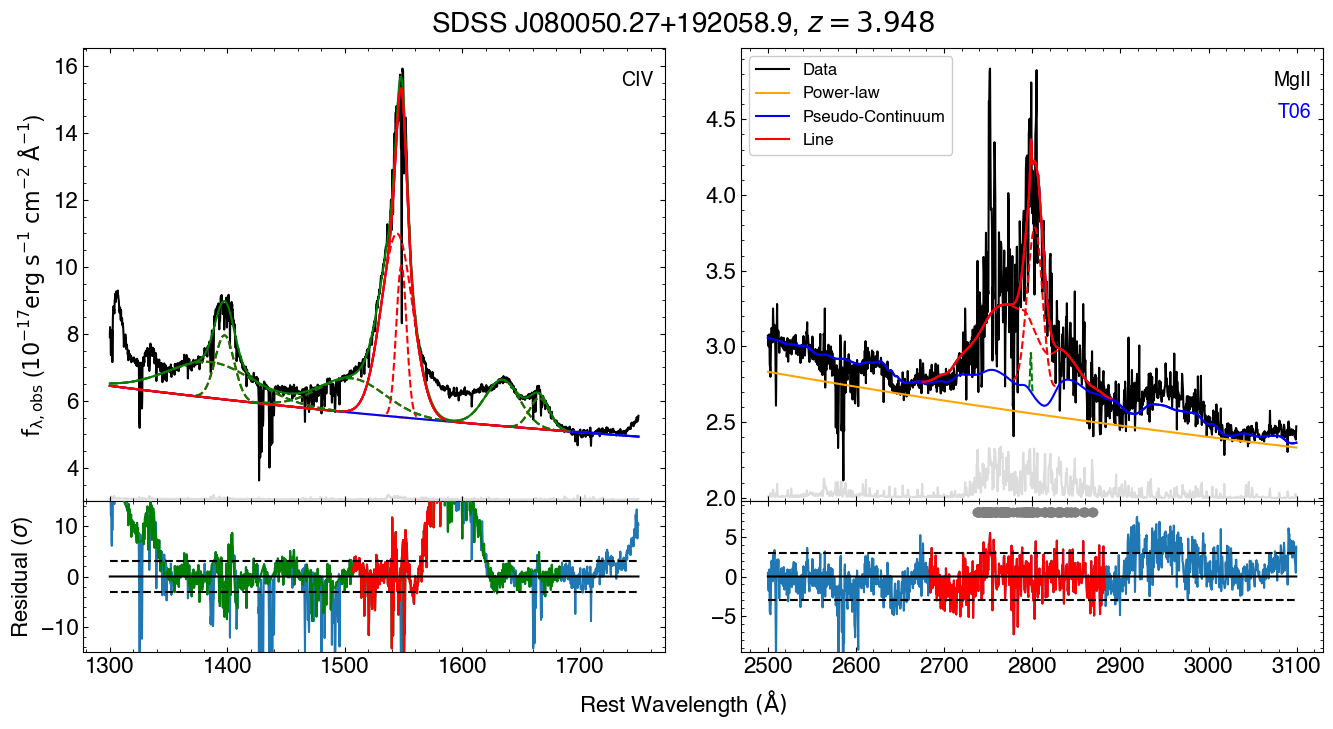 SDSS J080050.27+192058.9, z = 3.948
CIV
16
14
12
10
8
6
4
f_λ,obs (10^−17 erg s^−1 cm^−2 Å^−1)
10
0
−10
Residual (σ)
1300 1400 1500 1600 1700
Data
Power-law
Pseudo-Continuum
Line
MgII
T06
4.5
4.0
3.5
3.0
2.5
2.0
5
0
−5
2500 2600 2700 2800 2900 3000 3100
Rest Wavelength (Å)